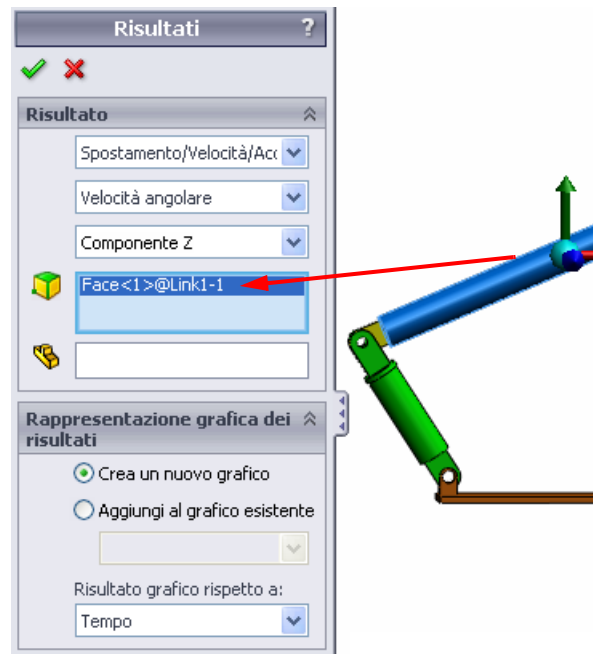 Risultati ?
Risultato
Spostamento/Velocità/Acc
Velocità angolare
Componente Z
Face<1>@Link1-1
Rappresentazione grafica dei
risultati
Crea un nuovo grafico
Aggiungi al grafico esistente
Risultato grafico rispetto a:
Tempo